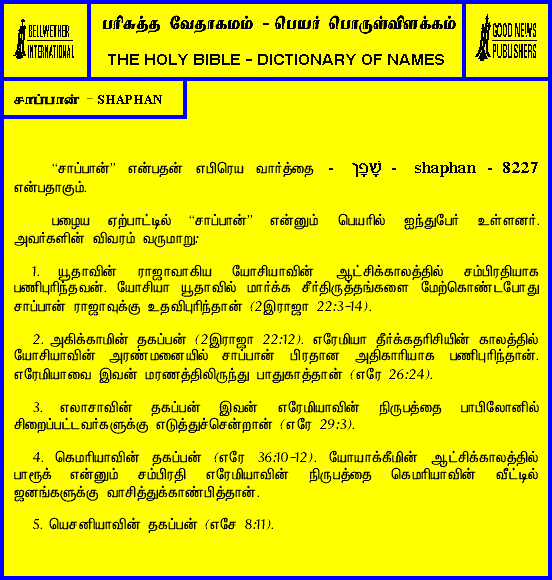 BELLWETHER
INTERNATIONAL
பரிசுத்த வேதாகமம் - பெயர் பொருள்விளக்கம்
THE HOLY BIBLE - DICTIONARY OF NAMES
GOOD NEWS
PUBLISHERS
சாப்பான் - SHAPHAN
“சாப்பான்” என்பதன் எபிரெய வார்த்தை - שָׁפָן - shaphan - 8227
என்பதாகும்.
பழைய ஏற்பாட்டில் “சாப்பான்” என்னும் பெயரில் ஐந்துபேர் உள்ளனர்.
அவர்களின் விவரம் வருமாறு:
1. யூதாவின் ராஜாவாகிய யோசியாவின் ஆட்சிக்காலத்தில் சம்பிரதியாக
பணிபுரிந்தவன். யோசியா யூதாவில் மார்க்க சீர்திருத்தங்களை மேற்கொண்டபோது
சாப்பான் ராஜாவுக்கு உதவிபுரிந்தான் (2இராஜா 22:3-14).
2. அகிக்காமின் தகப்பன் (2இராஜா 22:12). எரேமியா தீர்க்கதரிசியின் காலத்தில்
யோசியாவின் அரண்மனையில் சாப்பான் பிரதான அதிகாரியாக பணிபுரிந்தான்.
எரேமியாவை இவன் மரணத்திலிருந்து பாதுகாத்தான் (எரே 26:24).
3. எலாசாவின் தகப்பன் இவன் எரேமியாவின் நிருபத்தை பாபிலோனில்
சிறைப்பட்டவர்களுக்கு எடுத்துச்சென்றான் (எரே 29:3).
4. கெமரியாவின் தகப்பன் (எரே 36:10-12). யோயாக்கீமின் ஆட்சிக்காலத்தில்
பாரூக் என்னும் சம்பிரதி எரேமியாவின் நிருபத்தை கெமரியாவின் வீட்டில்
ஜனங்களுக்கு வாசித்துக்காண்பித்தான்.
5. யெசனியாவின் தகப்பன் (எசே 8:11).